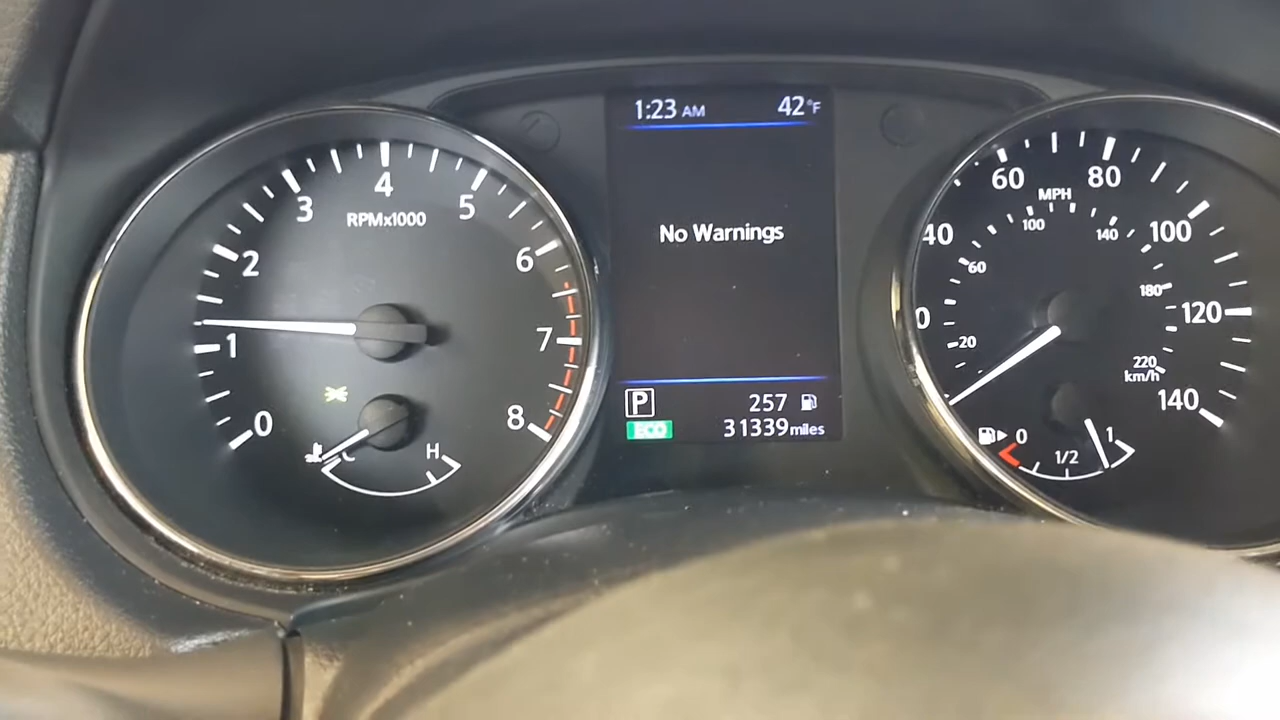 1:23 AM 42°F
No Warnings
P 257
ECO 31339 miles
4
3 5
RPMx1000
2 6
1 7
0 8
C H
60 80
MPH
40 100 140 100
60
180
0 120
20
220
km/h
140
0 1/2 1